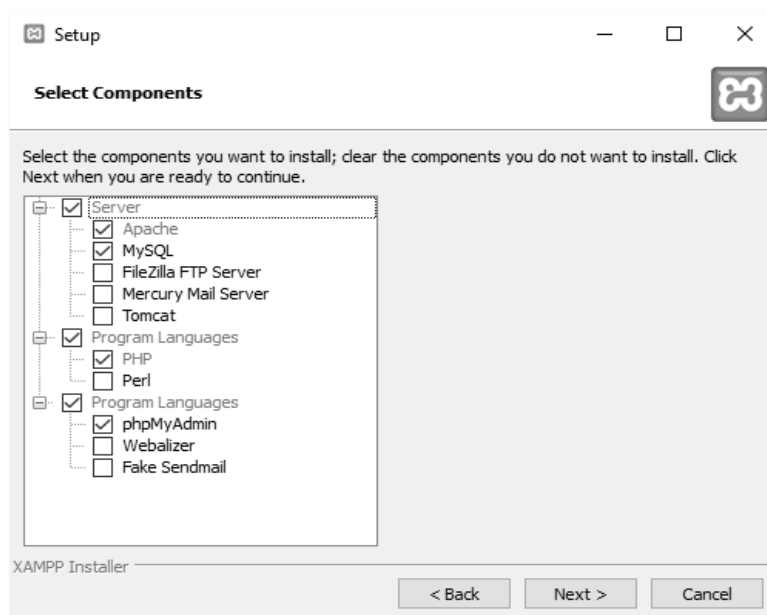 Setup
Select Components
Select the components you want to install; clear the components you do not want to install. Click
Next when you are ready to continue.
Server
Apache
MySQL
FileZilla FTP Server
Mercury Mail Server
Tomcat
Program Languages
PHP
Perl
Program Languages
phpMyAdmin
Webalizer
Fake Sendmail
XAMPP Installer
< Back
Next >
Cancel